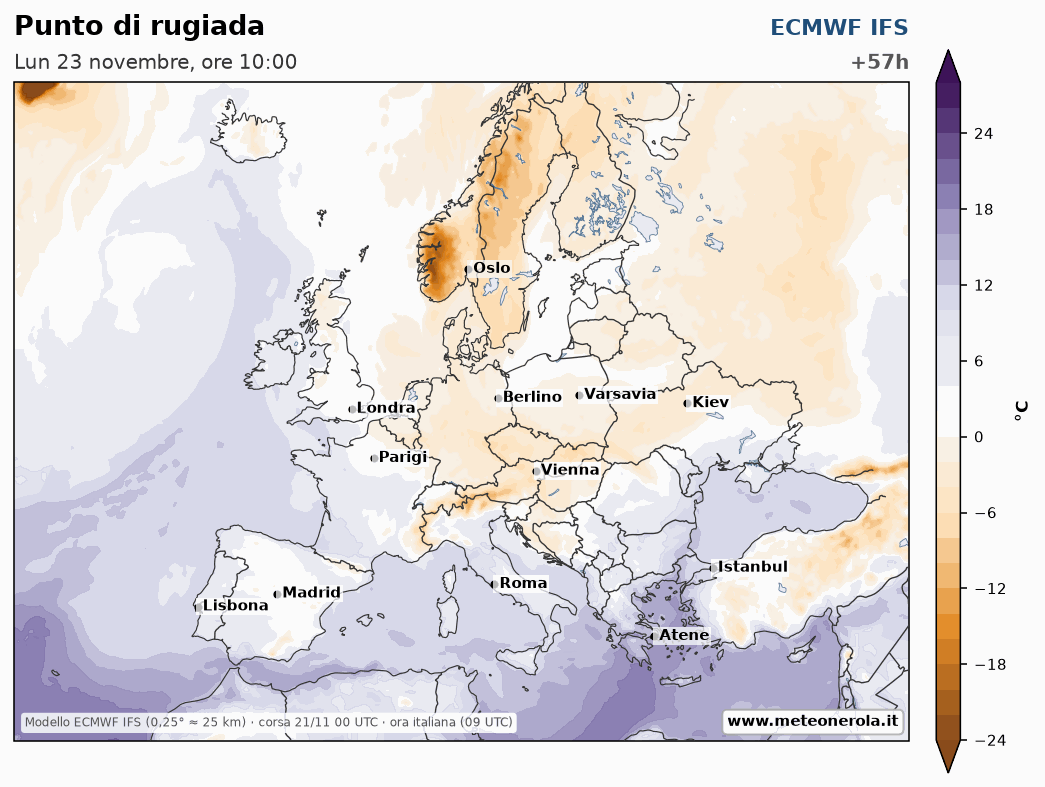 Punto di rugiada
ECMWF IFS
Lun 23 novembre, ore 10:00
+57h
Oslo
Londra
Berlino
Varsavia
Kiev
Parigi
Vienna
Istanbul
Roma
Madrid
Lisbona
Atene
Modello ECMWF IFS (0,25° ≈ 25 km) · corsa 21/11 00 UTC · ora italiana (09 UTC)
www.meteonerola.it
24
18
12
6
0
−6
−12
−18
−24
°C